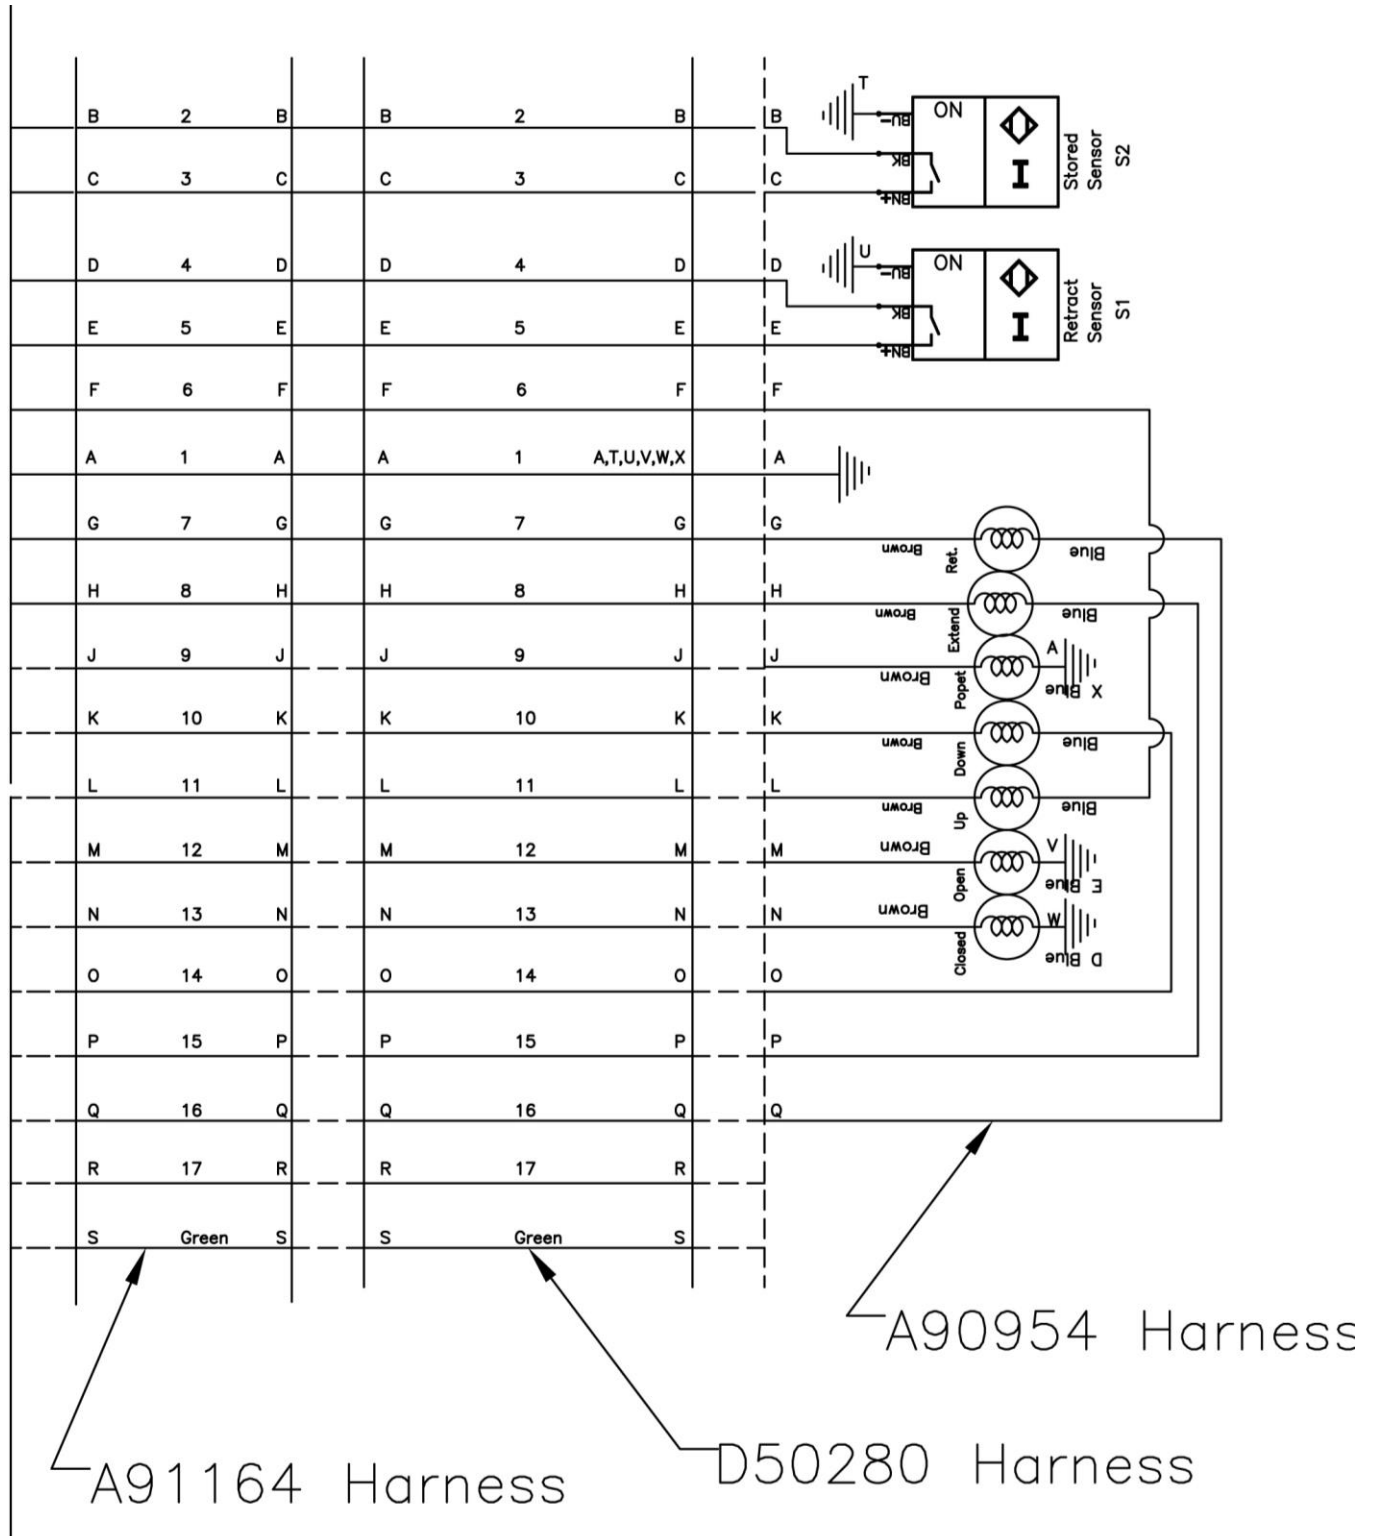 B 2 B B 2 B B
T
BU-
ON
BK
BN+
Stored
Sensor
S2
C 3 C C 3 C C
D 4 D D 4 D D
U
BU-
ON
BK
BN+
Retract
Sensor
S1
E 5 E E 5 E E
F 6 F F 6 F F
A 1 A A 1 A,T,U,V,W,X A
G 7 G G 7 G G Brown Ret. Blue
H 8 H H 8 H H Brown Extend Blue
J 9 J J 9 J J Brown Popet A X Blue
K 10 K K 10 K K Brown Down Blue
L 11 L L 11 L L Brown Up Blue
M 12 M M 12 M M Brown Open V E Blue
N 13 N N 13 N N Brown Closed W D Blue
O 14 O O 14 O O
P 15 P P 15 P P
Q 16 Q Q 16 Q Q
R 17 R R 17 R
S Green S S Green S
A90954 Harness
D50280 Harness
A91164 Harness